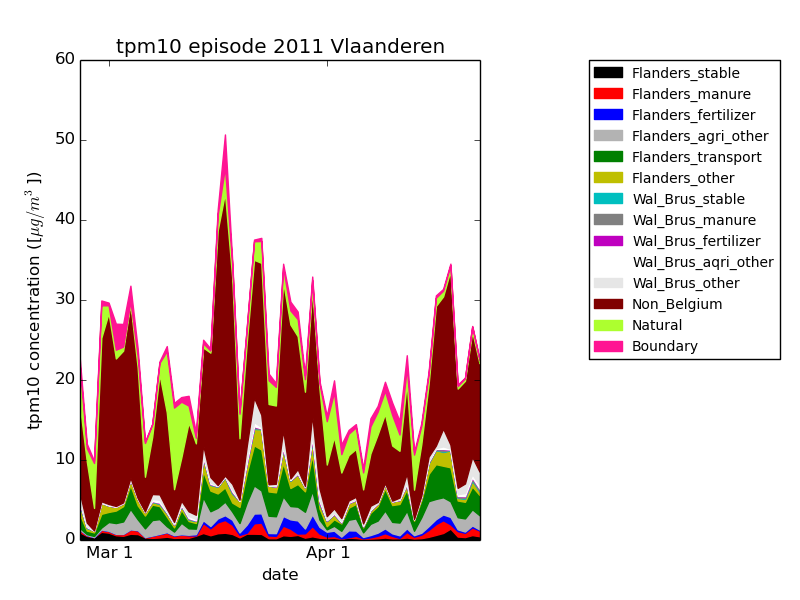 tpm10 episode 2011 Vlaanderen
60
50
40
30
20
10
0
tpm10 concentration ([μg/m³ ])
Mar 1
Apr 1
date
Flanders_stable
Flanders_manure
Flanders_fertilizer
Flanders_agri_other
Flanders_transport
Flanders_other
Wal_Brus_stable
Wal_Brus_manure
Wal_Brus_fertilizer
Wal_Brus_aqri_other
Wal_Brus_other
Non_Belgium
Natural
Boundary